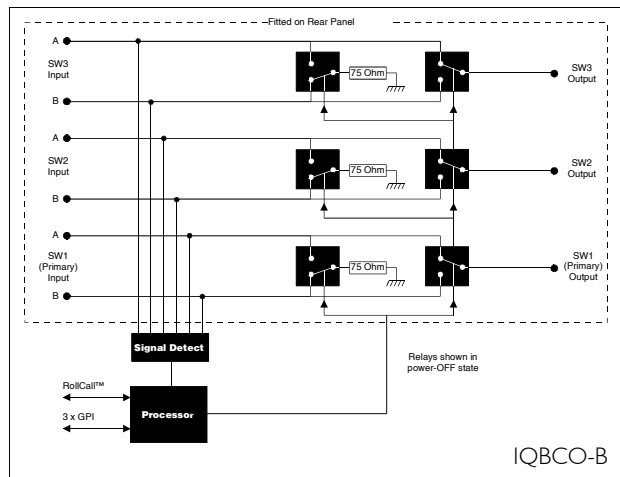 Fitted on Rear Panel
A
SW3
Input
B
75 Ohm
SW3
Output
A
SW2
Input
B
75 Ohm
SW2
Output
A
SW1
(Primary)
Input
B
75 Ohm
SW1
(Primary)
Output
Signal Detect
Relays shown in
power-OFF state
RollCall™
3 x GPI
Processor
IQBCO-B